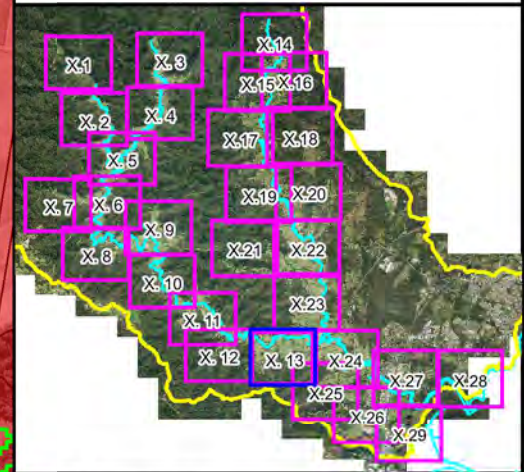 X.14
X.1
X. 3
X.15
X.16
X. 2
X. 4
X.17
X.18
X. 5
X. 7
X. 6
X.19
X.20
X. 9
X. 8
X.21
X.22
X. 10
X.23
X. 11
X. 12
X. 13
X.24
X.27
X.28
X.25
X.26
X.29